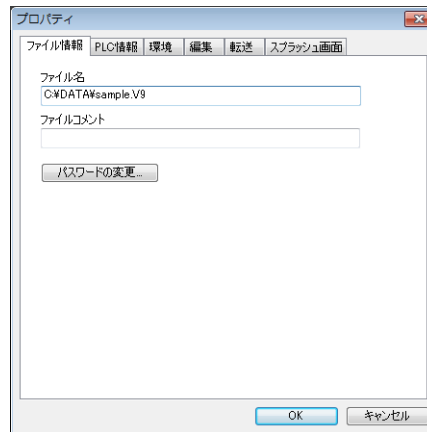 プロパティ
ファイル情報 PLC情報 環境 編集 転送 スプラッシュ画面
ファイル名
C:¥DATA¥sample.V9
ファイルコメント
パスワードの変更...
OK キャンセル